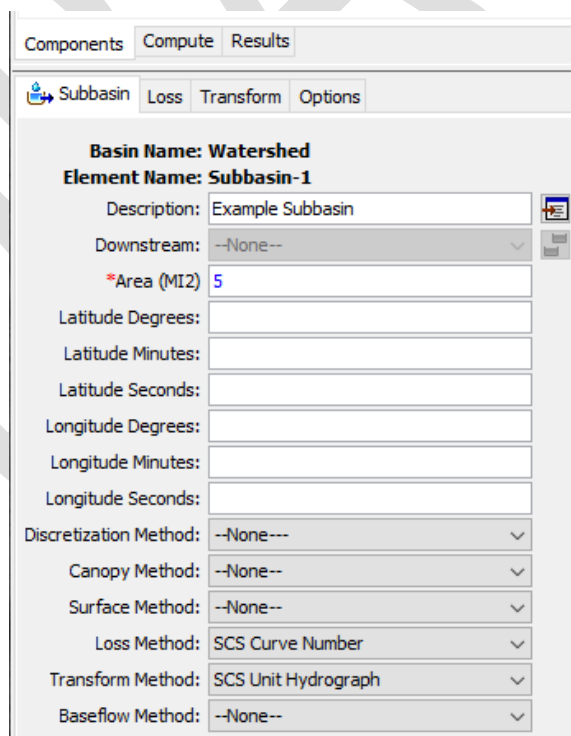 Components Compute Results
Subbasin Loss Transform Options
Basin Name: Watershed
Element Name: Subbasin-1
Description: Example Subbasin
Downstream: --None--
*Area (MI2) 5
Latitude Degrees:
Latitude Minutes:
Latitude Seconds:
Longitude Degrees:
Longitude Minutes:
Longitude Seconds:
Discretization Method: --None---
Canopy Method: --None--
Surface Method: --None--
Loss Method: SCS Curve Number
Transform Method: SCS Unit Hydrograph
Baseflow Method: --None--